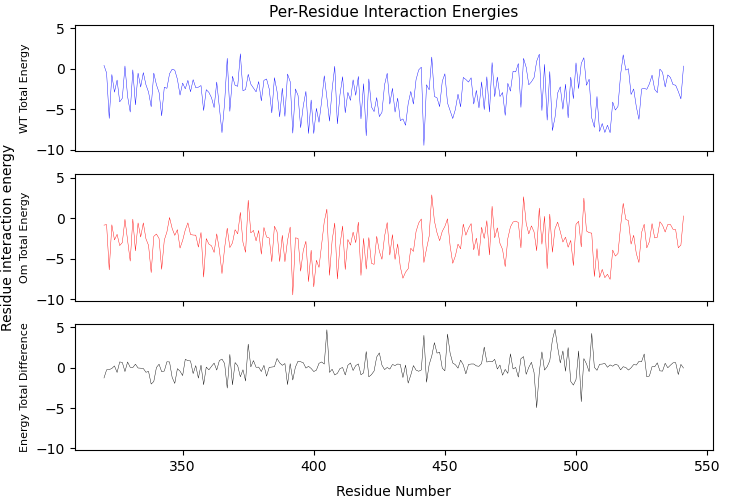 Per-Residue Interaction Energies
Residue interaction energy
WT Total Energy
5
0
−5
−10
Om Total Energy
5
0
−5
−10
Energy Total Difference
5
0
−5
−10
350 400 450 500 550
Residue Number